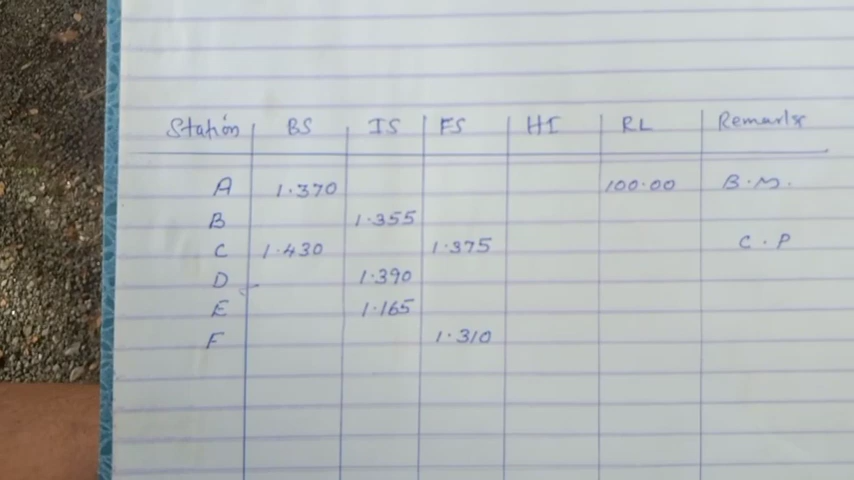 Station BS IS FS HI RL Remarks
A 1.370 100.00 B.M.
B 1.355
C 1.430 1.375 C.P
D 1.390
E 1.165
F 1.310